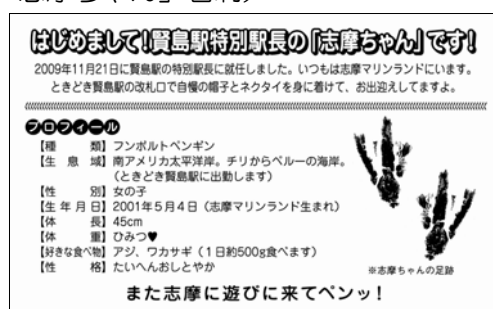 はじめまして!賢島駅特別駅長の「志摩ちゃん」です!
2009年11月21日に賢島駅の特別駅長に就任しました。いつもは志摩マリンランドにいます。
ときどき賢島駅の改札口で自慢の帽子とネクタイを身に着けて、お出迎えしてますよ。
プロフィール
【種類】フンボルトペンギン
【生息域】南アメリカ太平洋岸。チリからペルーの海岸。
(ときどき賢島駅に出勤します)
【性別】女の子
【生年月日】2001年5月4日(志摩マリンランド生まれ)
【体長】45cm
【体重】ひみつ♥
【好きな食べ物】アジ、ワカサギ(1日約500g食べます)
【性格】たいへんおしとやか
※志摩ちゃんの足跡
また志摩に遊びに来てペンッ!